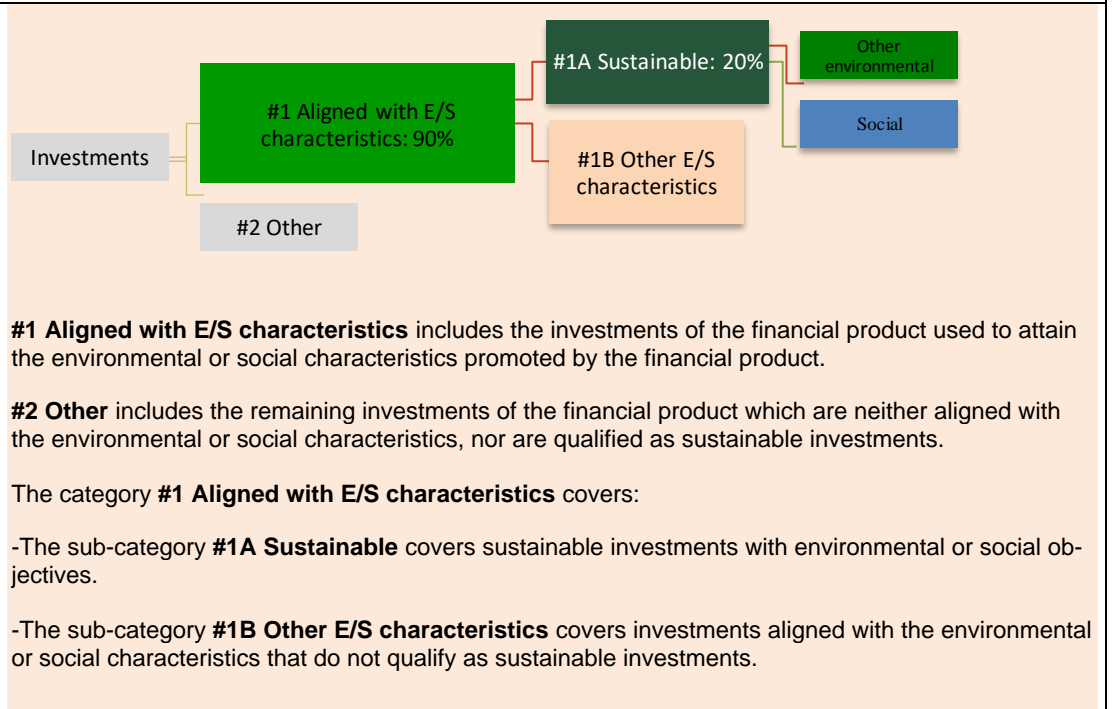 Other
environmental
#1A Sustainable: 20%
#1 Aligned with E/S
characteristics: 90%
Social
Investments
#1B Other E/S
characteristics
#2 Other
#1 Aligned with E/S characteristics includes the investments of the financial product used to attain
the environmental or social characteristics promoted by the financial product.
#2 Other includes the remaining investments of the financial product which are neither aligned with
the environmental or social characteristics, nor are qualified as sustainable investments.
The category #1 Aligned with E/S characteristics covers:
-The sub-category #1A Sustainable covers sustainable investments with environmental or social ob-
jectives.
-The sub-category #1B Other E/S characteristics covers investments aligned with the environmental
or social characteristics that do not qualify as sustainable investments.